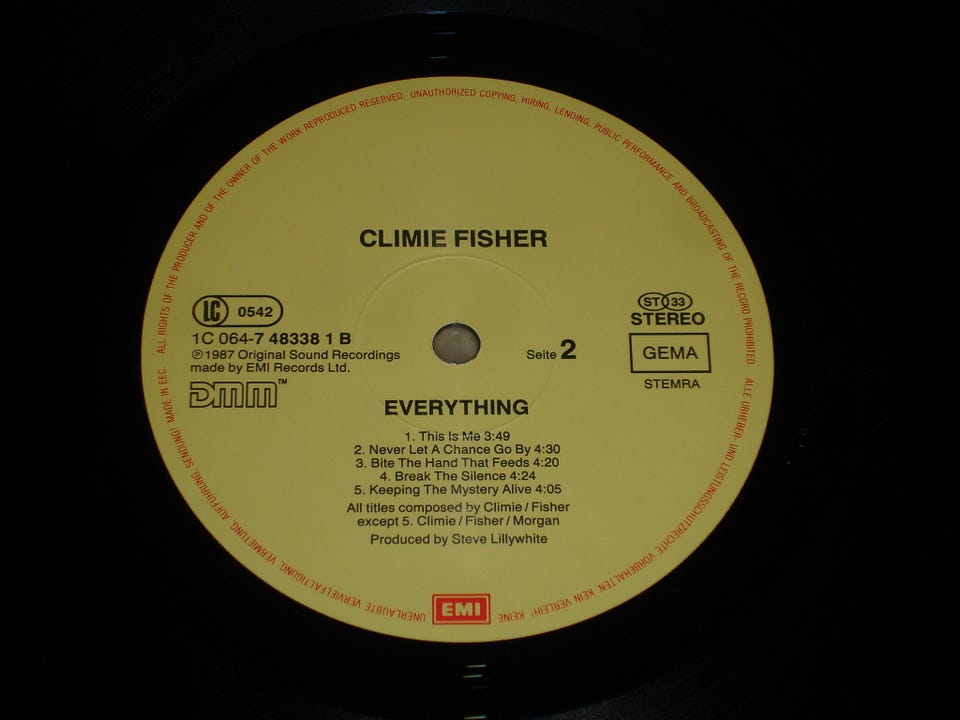 ALL RIGHTS OF THE PRODUCER AND OF THE OWNER OF THE WORK REPRODUCED RESERVED. UNAUTHORIZED COPYING, HIRING, LENDING, PUBLIC PERFORMANCE AND BROADCASTING OF THE RECORD PROHIBITED. ALLE URHEBER- UND LEISTUNGSSCHUTZRECHTE VORBEHALTEN. KEIN VERLEIH! KEINE
UNERLAUBTE VERVIELFÄLTIGUNG, VERMIETUNG, AUFFÜHRUNG, SENDUNG! MADE IN EEC.
CLIMIE FISHER
LC 0542
1C 064-7 48338 1 B
℗1987 Original Sound Recordings
made by EMI Records Ltd.
DMM™
Seite 2
ST 33
STEREO
GEMA
STEMRA
EVERYTHING
1. This Is Me 3:49
2. Never Let A Chance Go By 4:30
3. Bite The Hand That Feeds 4:20
4. Break The Silence 4:24
5. Keeping The Mystery Alive 4:05
All titles composed by Climie/Fisher
except 5. Climie/Fisher/Morgan
Produced by Steve Lillywhite
EMI